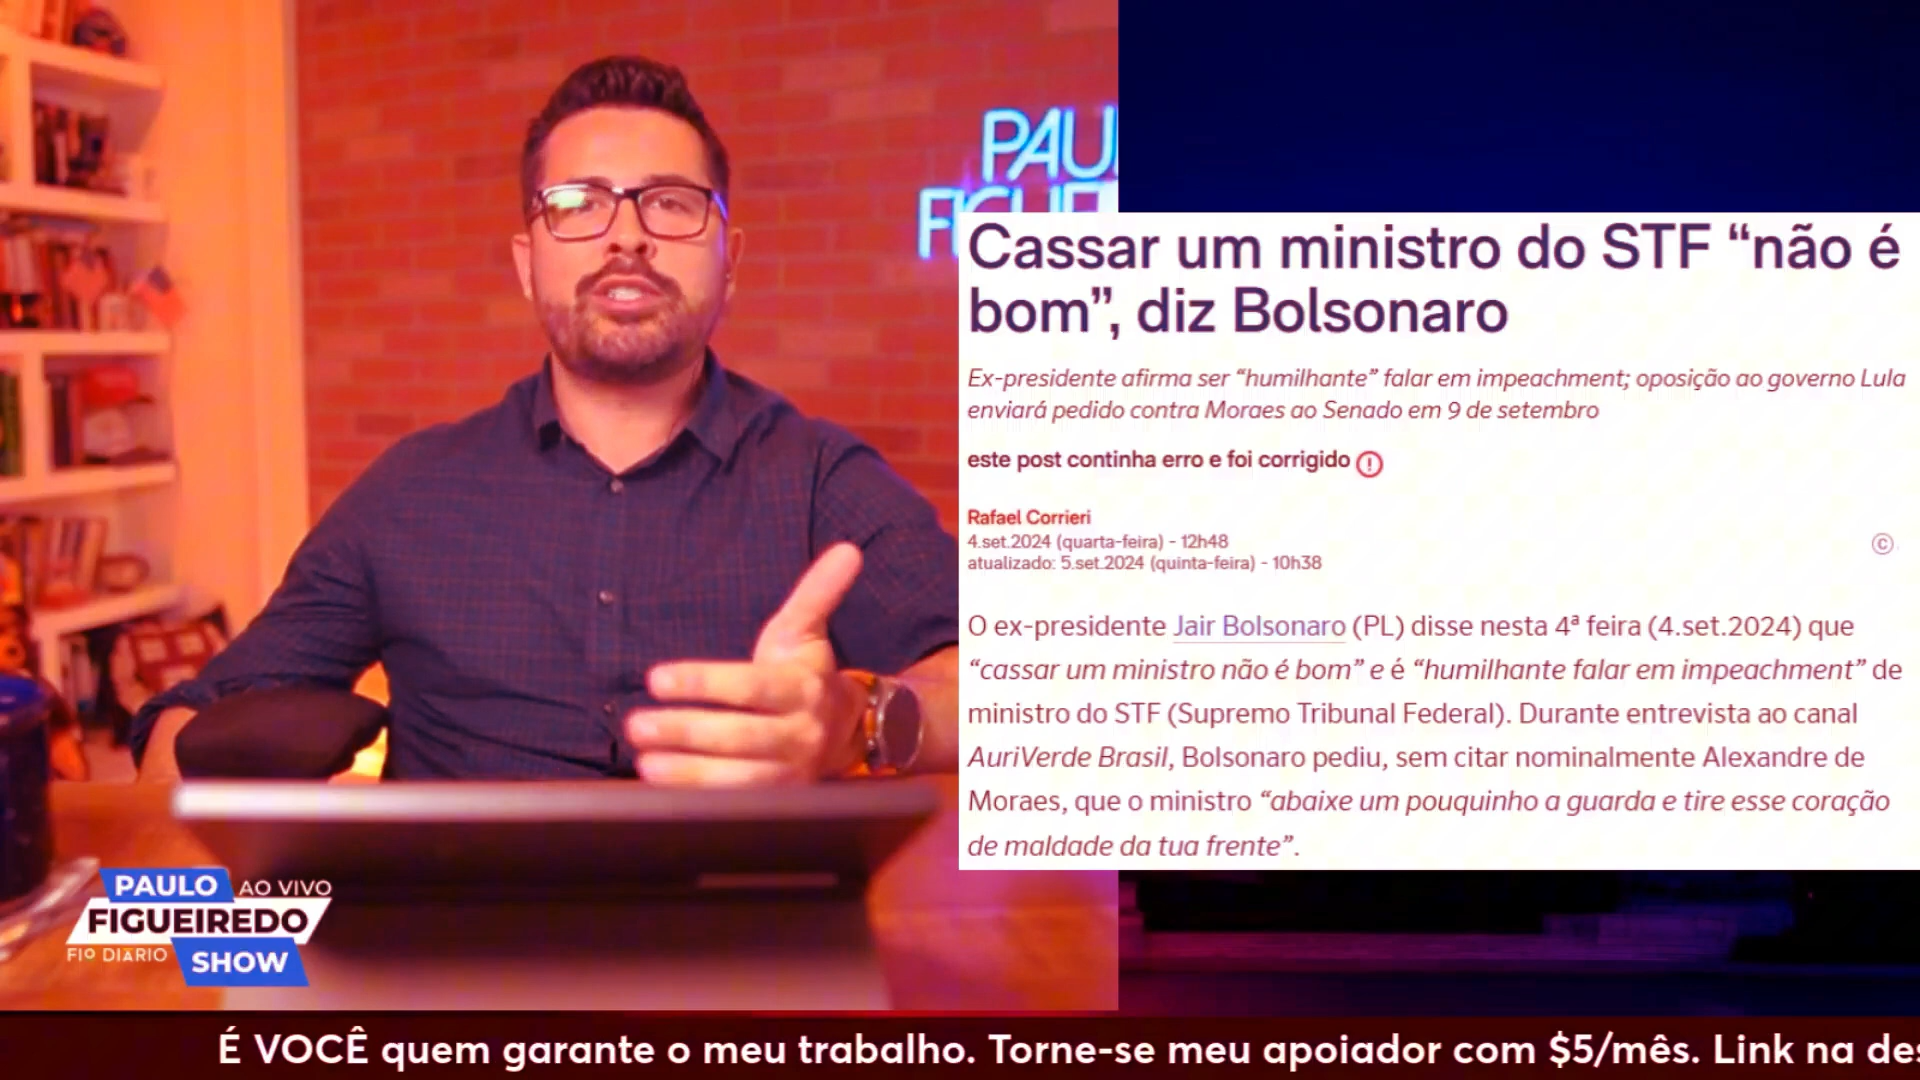 PAU
FIGUE
Cassar um ministro do STF “não é
bom”, diz Bolsonaro
Ex-presidente afirma ser “humilhante” falar em impeachment; oposição ao governo Lula
enviará pedido contra Moraes ao Senado em 9 de setembro
este post continha erro e foi corrigido
Rafael Corrieri
4.set.2024 (quarta-feira) - 12h48
atualizado: 5.set.2024 (quinta-feira) - 10h38
O ex-presidente Jair Bolsonaro (PL) disse nesta 4ª feira (4.set.2024) que
“cassar um ministro não é bom” e é “humilhante falar em impeachment” de
ministro do STF (Supremo Tribunal Federal). Durante entrevista ao canal
AuriVerde Brasil, Bolsonaro pediu, sem citar nominalmente Alexandre de
Moraes, que o ministro “abaixe um pouquinho a guarda e tire esse coração
de maldade da tua frente”.
PAULO AO VIVO
FIGUEIREDO
FIO DIÁRIO SHOW
É VOCÊ quem garante o meu trabalho. Torne-se meu apoiador com $5/mês. Link na des